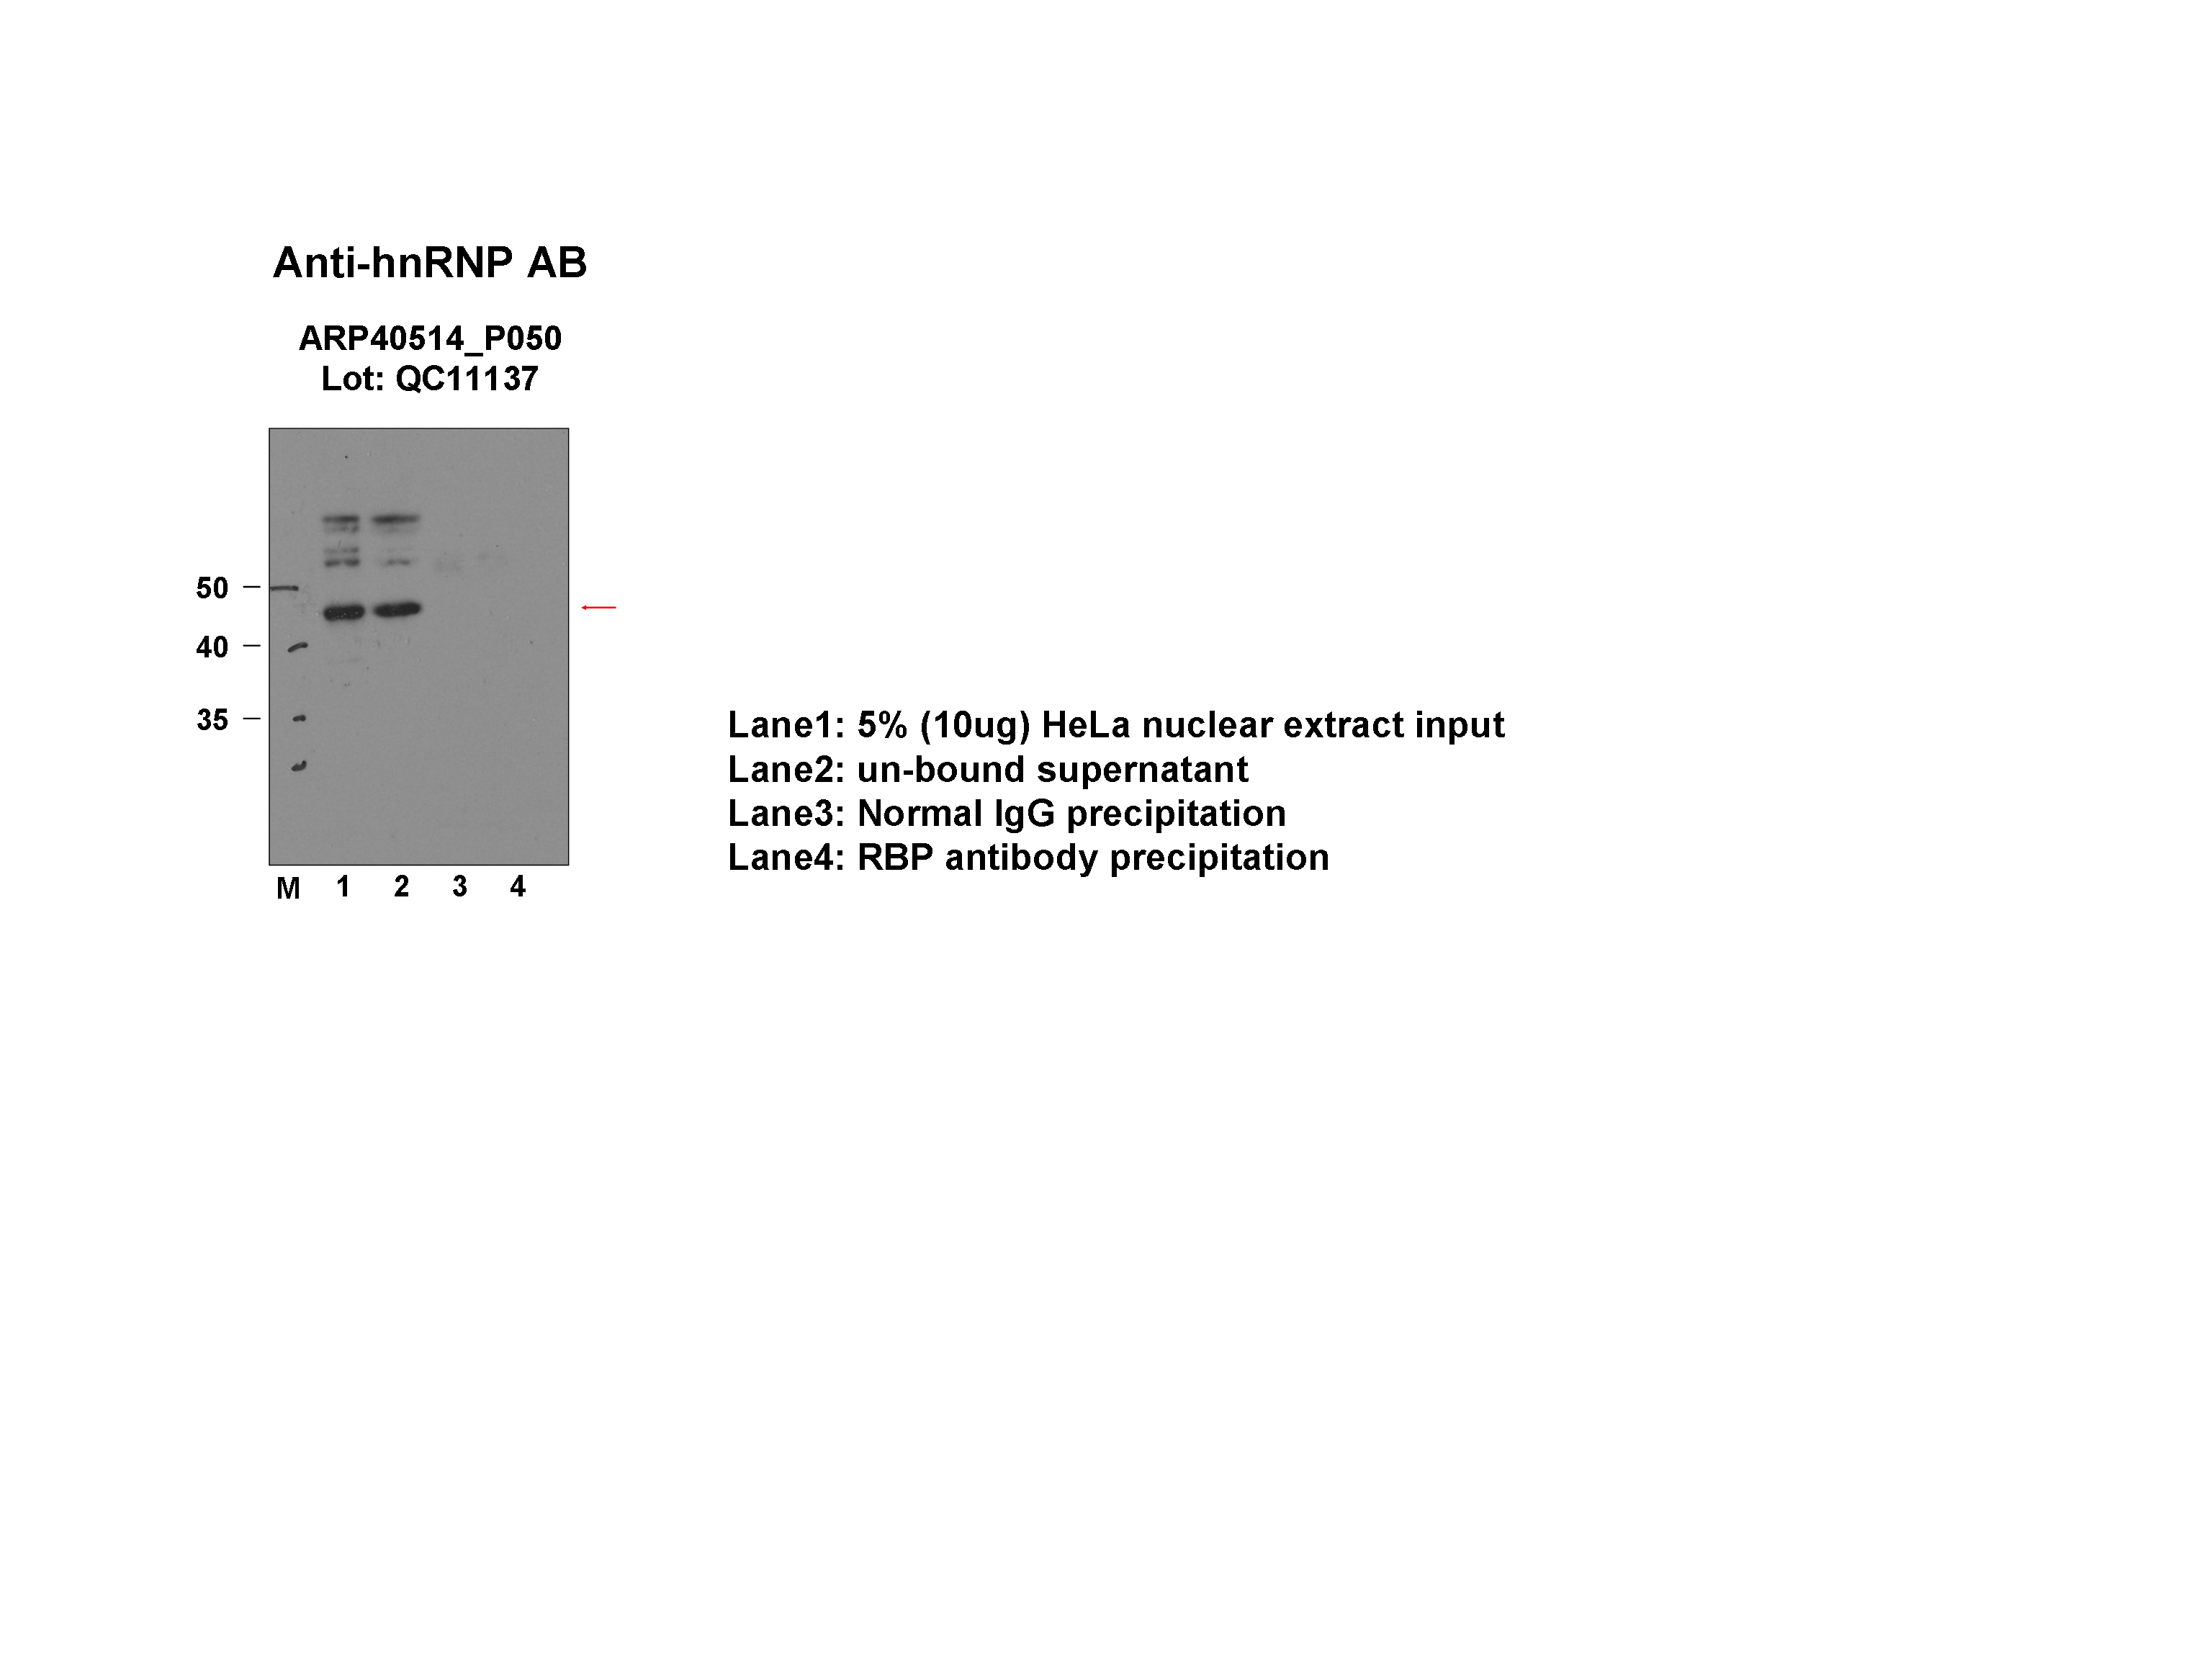 Anti-hnRNP AB
ARP40514_P050
Lot: QC11137
50
40
35
M 1 2 3 4
Lane1: 5% (10ug) HeLa nuclear extract input
Lane2: un-bound supernatant
Lane3: Normal IgG precipitation
Lane4: RBP antibody precipitation